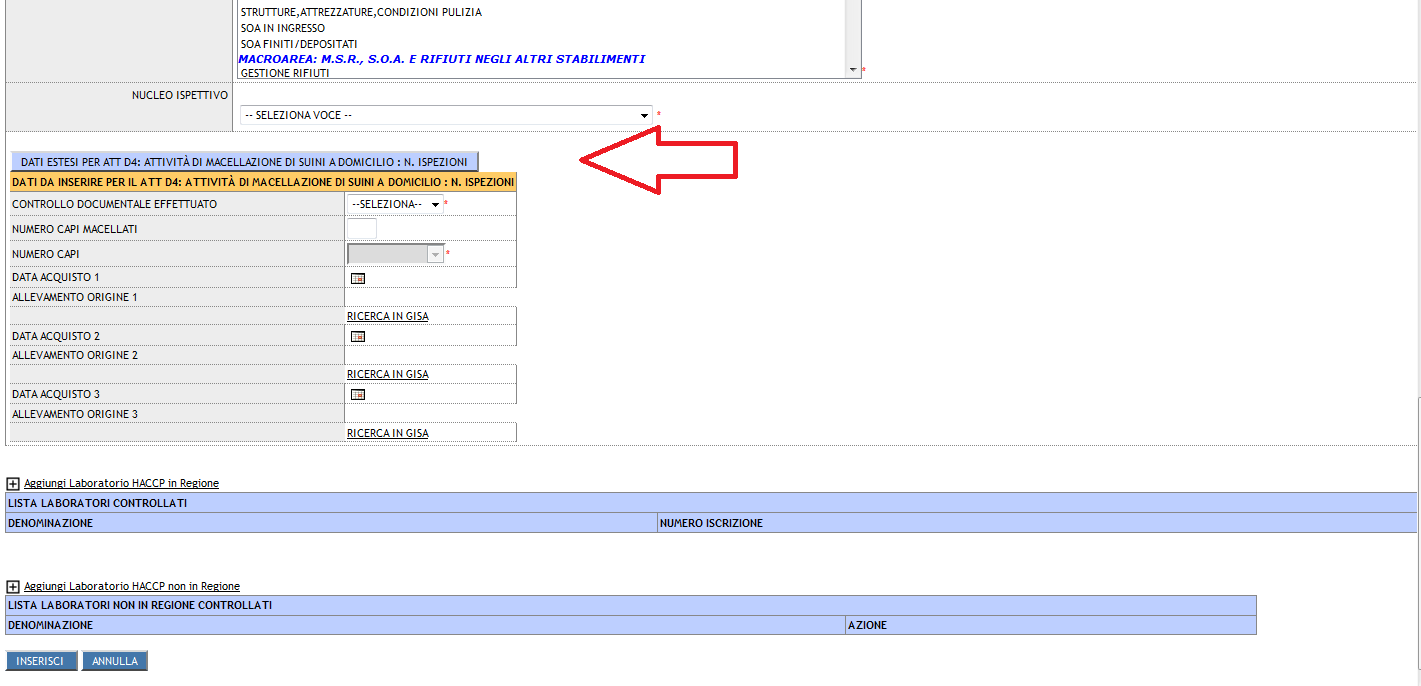 STRUTTURE,ATTREZZATURE,CONDIZIONI PULIZIA
SOA IN INGRESSO
SOA FINITI/DEPOSITATI
MACROAREA: M.S.R., S.O.A. E RIFIUTI NEGLI ALTRI STABILIMENTI
GESTIONE RIFIUTI *
NUCLEO ISPETTIVO
-- SELEZIONA VOCE -- *
DATI ESTESI PER ATT D4: ATTIVITÀ DI MACELLAZIONE DI SUINI A DOMICILIO : N. ISPEZIONI
DATI DA INSERIRE PER IL ATT D4: ATTIVITÀ DI MACELLAZIONE DI SUINI A DOMICILIO : N. ISPEZIONI
CONTROLLO DOCUMENTALE EFFETTUATO --SELEZIONA-- *
NUMERO CAPI MACELLATI
NUMERO CAPI *
DATA ACQUISTO 1
ALLEVAMENTO ORIGINE 1
RICERCA IN GISA
DATA ACQUISTO 2
ALLEVAMENTO ORIGINE 2
RICERCA IN GISA
DATA ACQUISTO 3
ALLEVAMENTO ORIGINE 3
RICERCA IN GISA
Aggiungi Laboratorio HACCP in Regione
LISTA LABORATORI CONTROLLATI
DENOMINAZIONE NUMERO ISCRIZIONE
Aggiungi Laboratorio HACCP non in Regione
LISTA LABORATORI NON IN REGIONE CONTROLLATI
DENOMINAZIONE AZIONE
INSERISCI ANNULLA